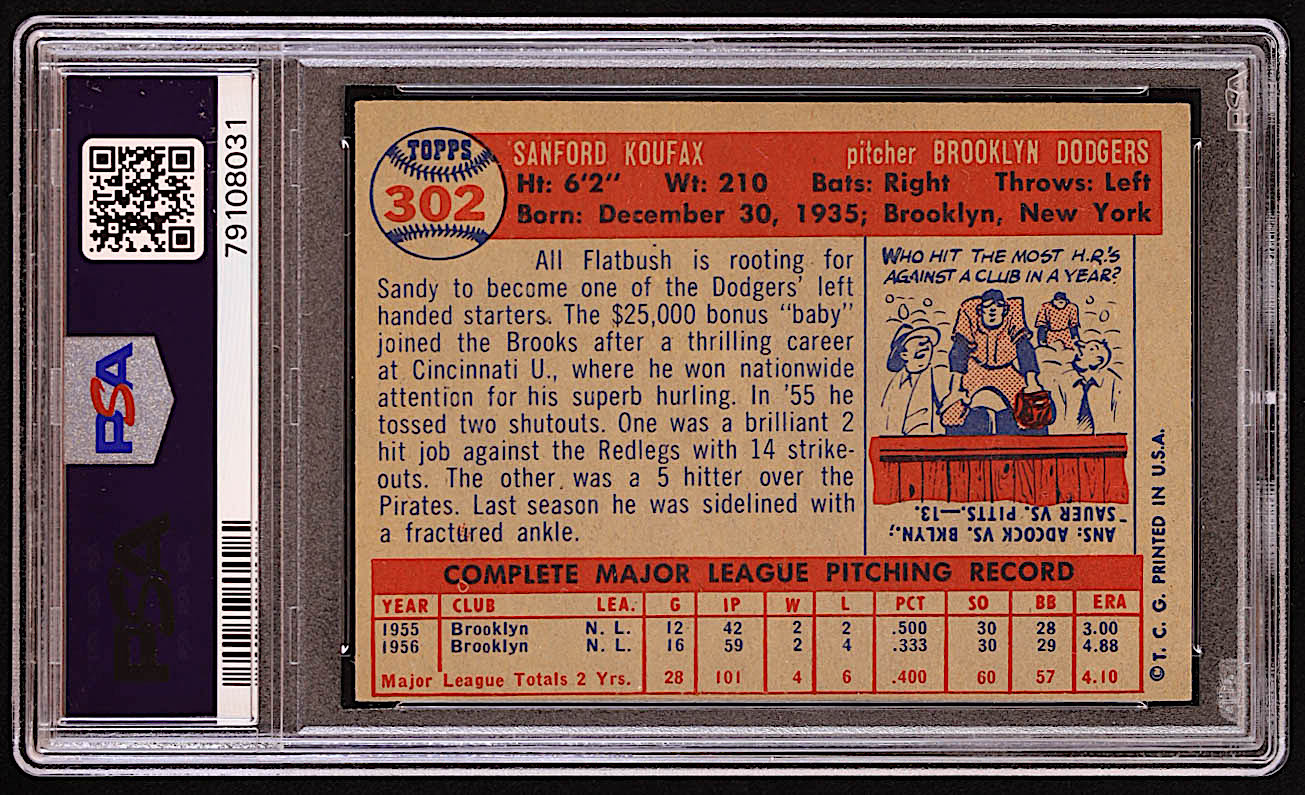 79108031
PSA
PSA
TOPPS
302
SANFORD KOUFAX pitcher BROOKLYN DODGERS
Ht: 6'2" Wt: 210 Bats: Right Throws: Left
Born: December 30, 1935; Brooklyn, New York
All Flatbush is rooting for
Sandy to become one of the Dodgers' left
handed starters. The $25,000 bonus "baby"
joined the Brooks after a thrilling career
at Cincinnati U., where he won nationwide
attention for his superb hurling. In '55 he
tossed two shutouts. One was a brilliant 2
hit job against the Redlegs with 14 strike-
outs. The other was a 5 hitter over the
Pirates. Last season he was sidelined with
a fractured ankle.
WHO HIT THE MOST H.R.'S
AGAINST A CLUB IN A YEAR?
ANS: ADCOCK VS. BKLYN.;
SAUER VS. PITTS.—13.
©T. C. G. PRINTED IN U.S.A.
COMPLETE MAJOR LEAGUE PITCHING RECORD
YEAR CLUB LEA. G IP W L PCT SO BB ERA
1955 Brooklyn N. L. 12 42 2 2 .500 30 28 3.00
1956 Brooklyn N. L. 16 59 2 4 .333 30 29 4.88
Major League Totals 2 Yrs. 28 101 4 6 .400 60 57 4.10
PSA